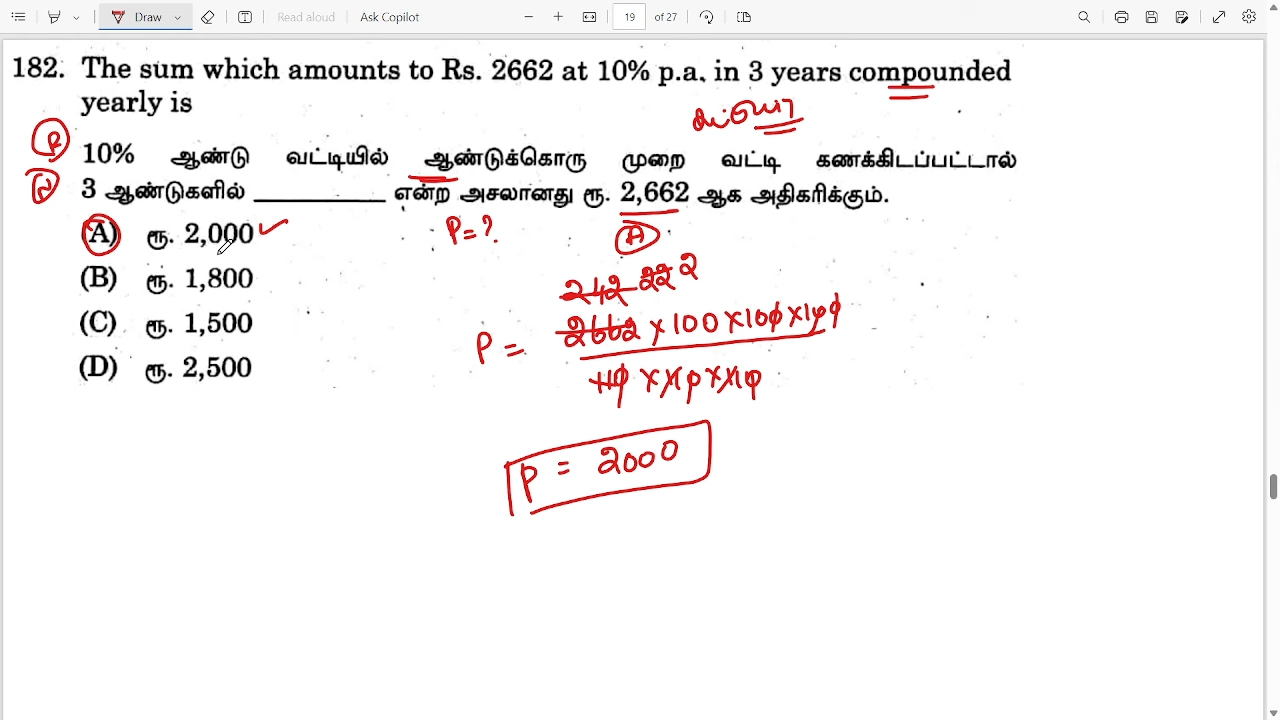 Draw
Read aloud
Ask Copilot
19 of 27
182. The sum which amounts to Rs. 2662 at 10% p.a. in 3 years compounded
yearly is
10% ஆண்டு வட்டியில் ஆண்டுக்கொரு முறை வட்டி கணக்கிடப்பட்டால்
3 ஆண்டுகளில் __________ என்ற அசலானது ரூ. 2,662 ஆக அதிகரிக்கும்.
(A) ரூ. 2,000
(B) ரூ. 1,800
(C) ரூ. 1,500
(D) ரூ. 2,500
P = ?
A
242 22 2
P = 2662 × 100 × 100 × 100
110 × 110 × 110
P = 2000